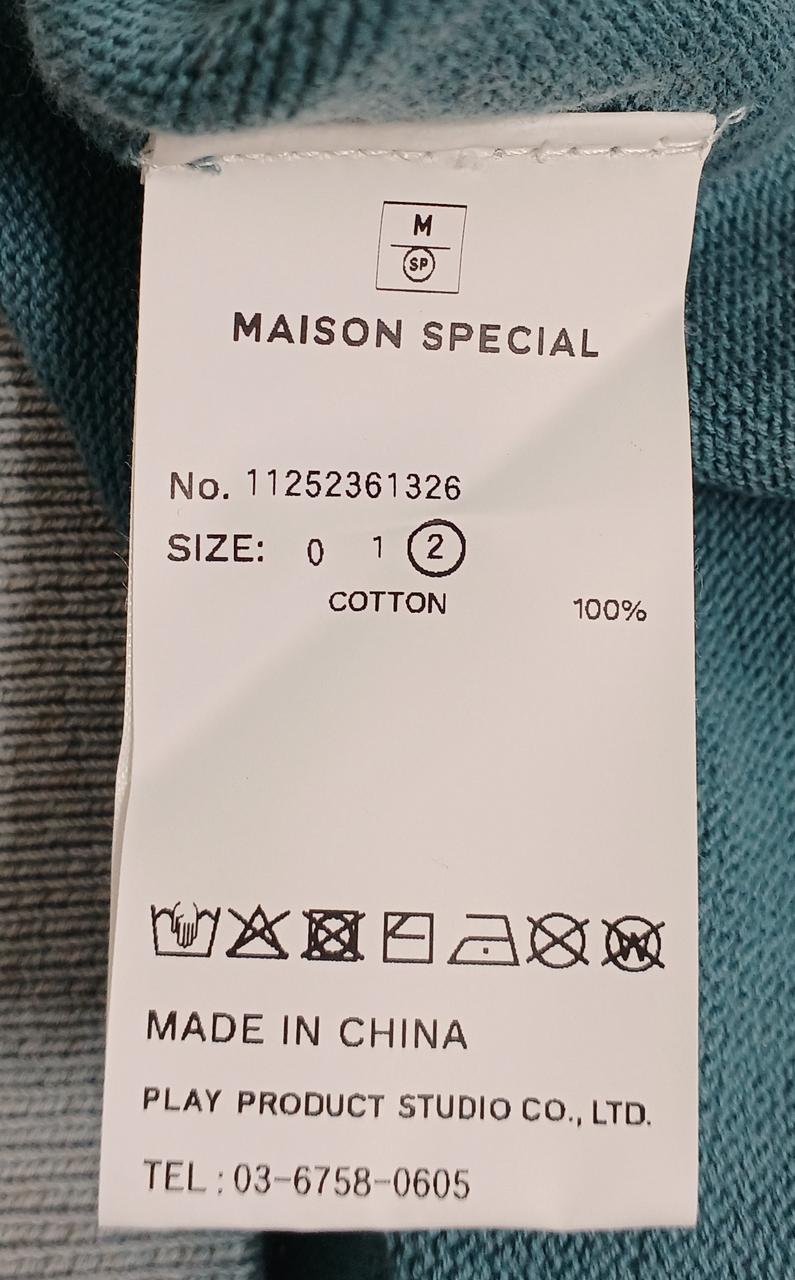 M
SP
MAISON SPECIAL
No. 11252361326
SIZE: 0 1 2
COTTON 100%
W
MADE IN CHINA
PLAY PRODUCT STUDIO CO., LTD.
TEL : 03-6758-0605